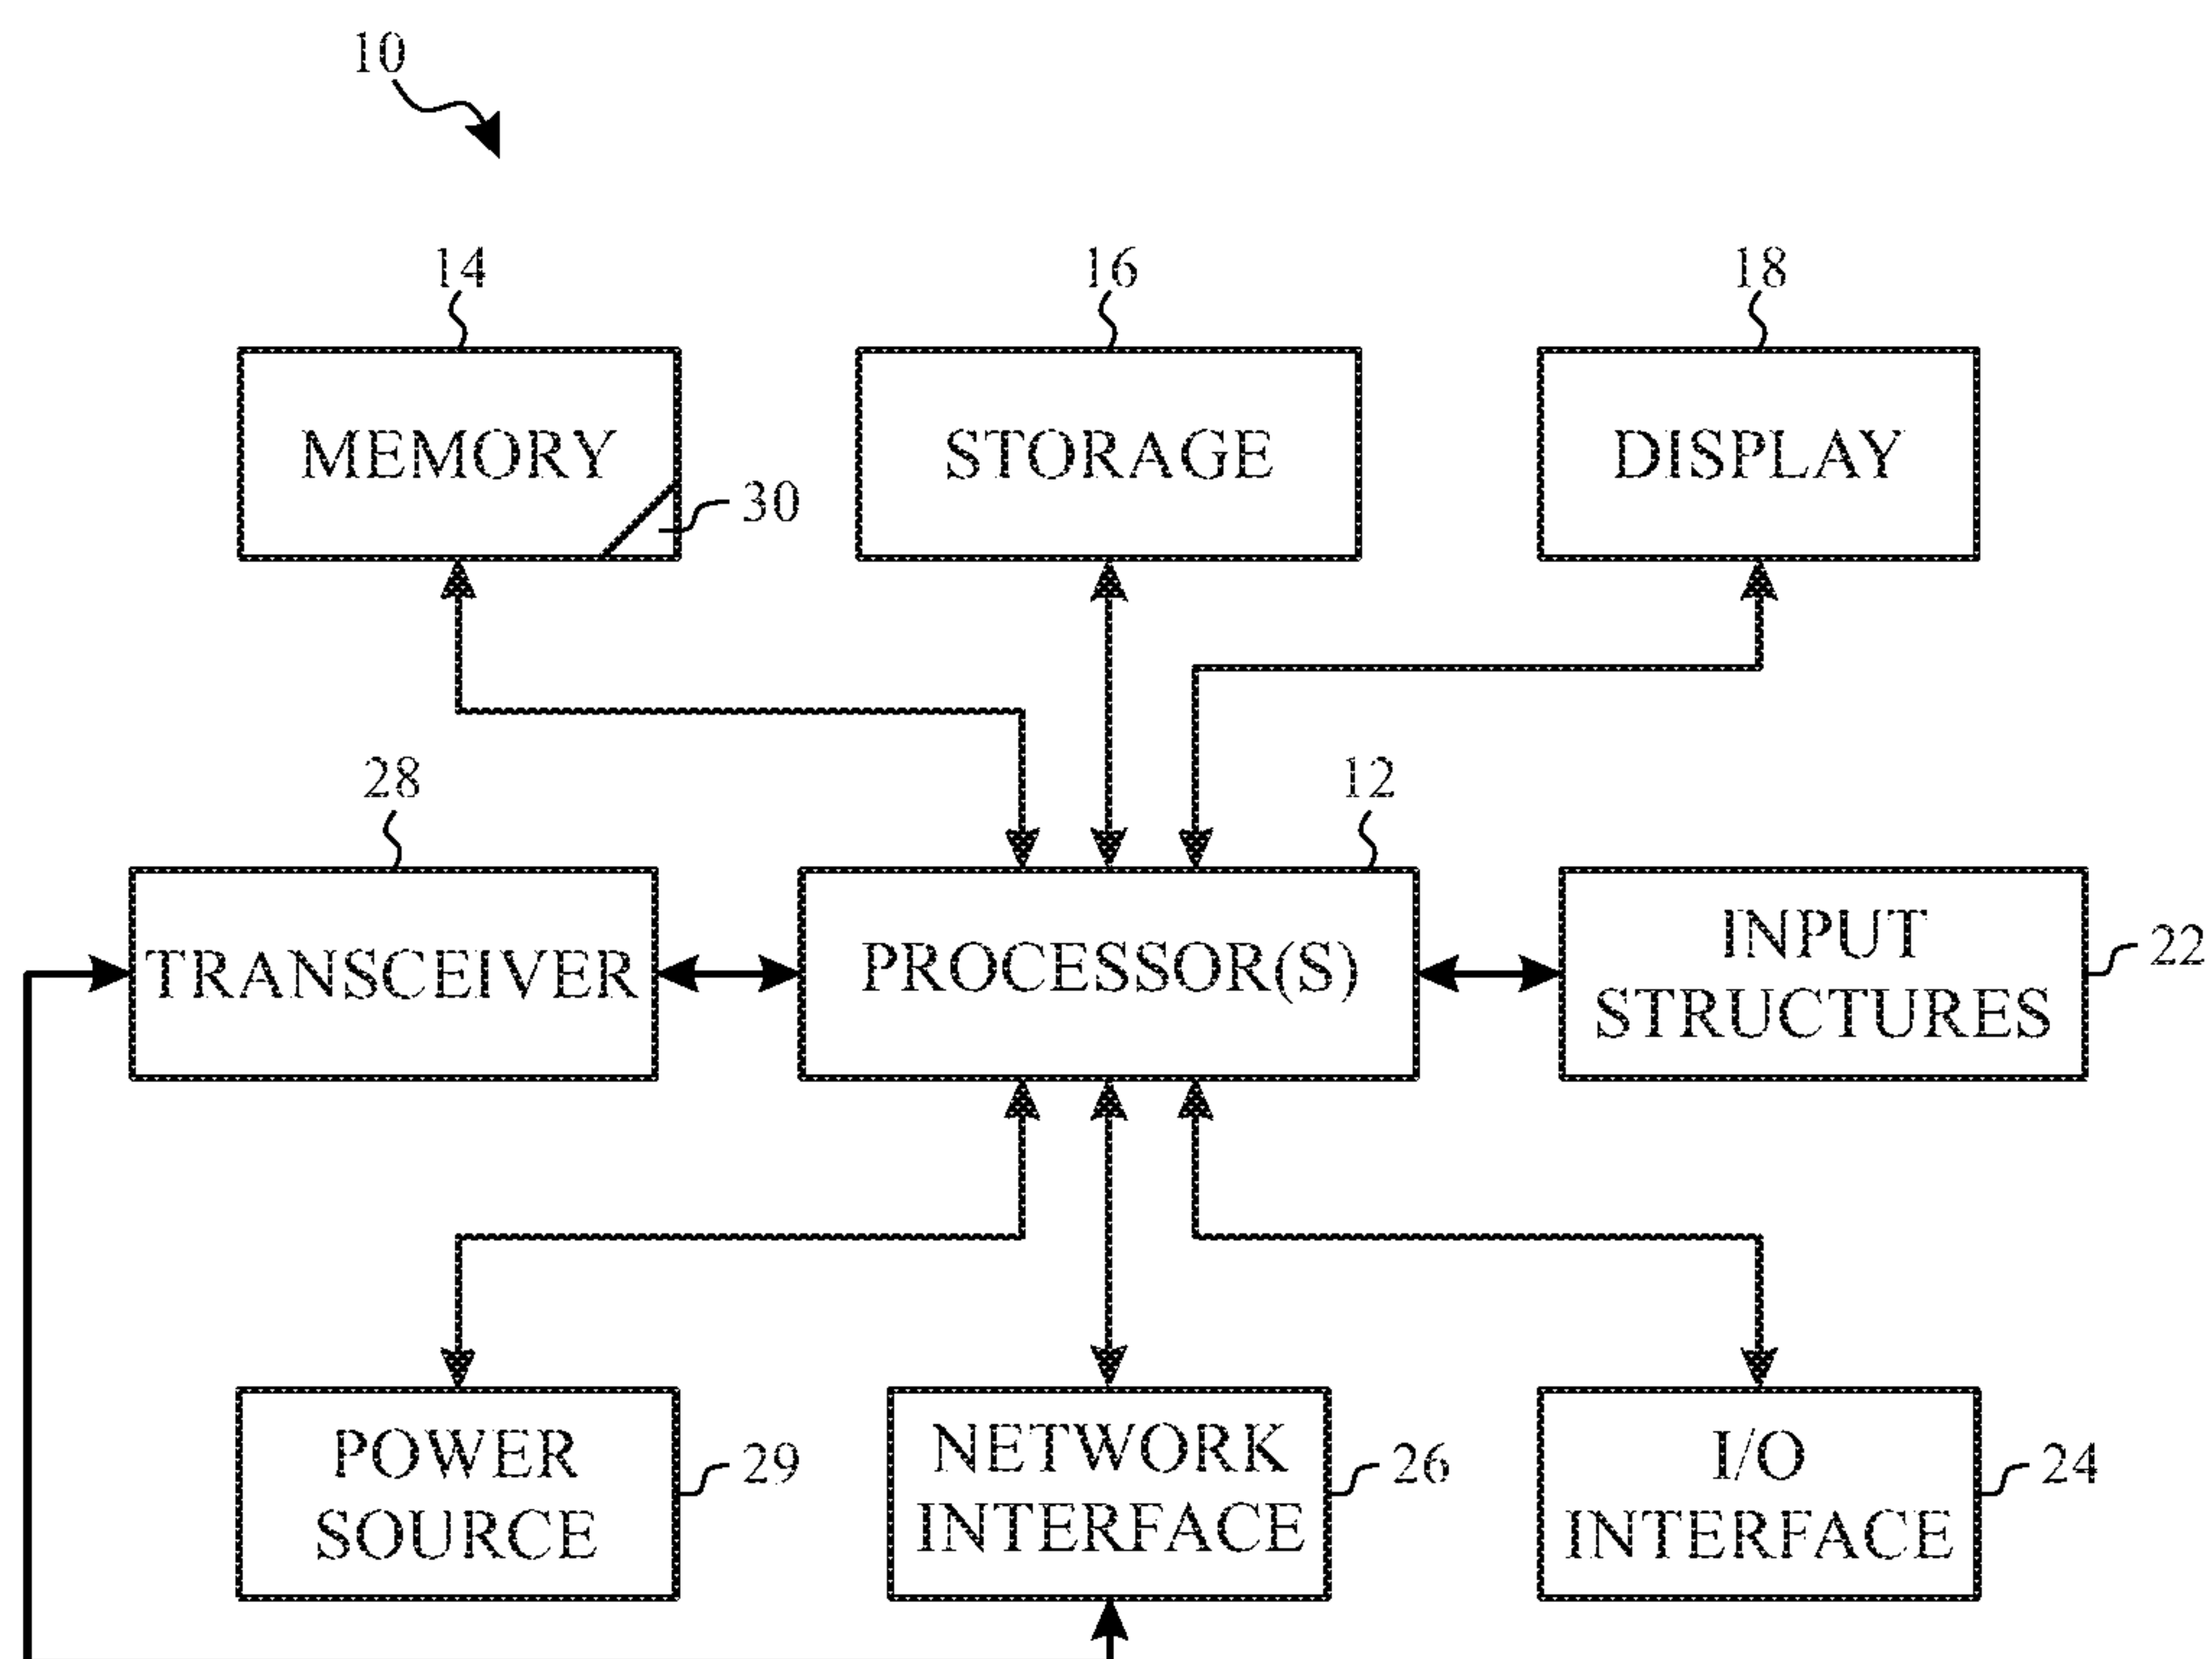 10
14
16
18
MEMORY
STORAGE
DISPLAY
30
28
12
TRANSCEIVER
PROCESSOR(S)
INPUT
STRUCTURES
22
POWER
SOURCE
29
NETWORK
INTERFACE
26
I/O
INTERFACE
24